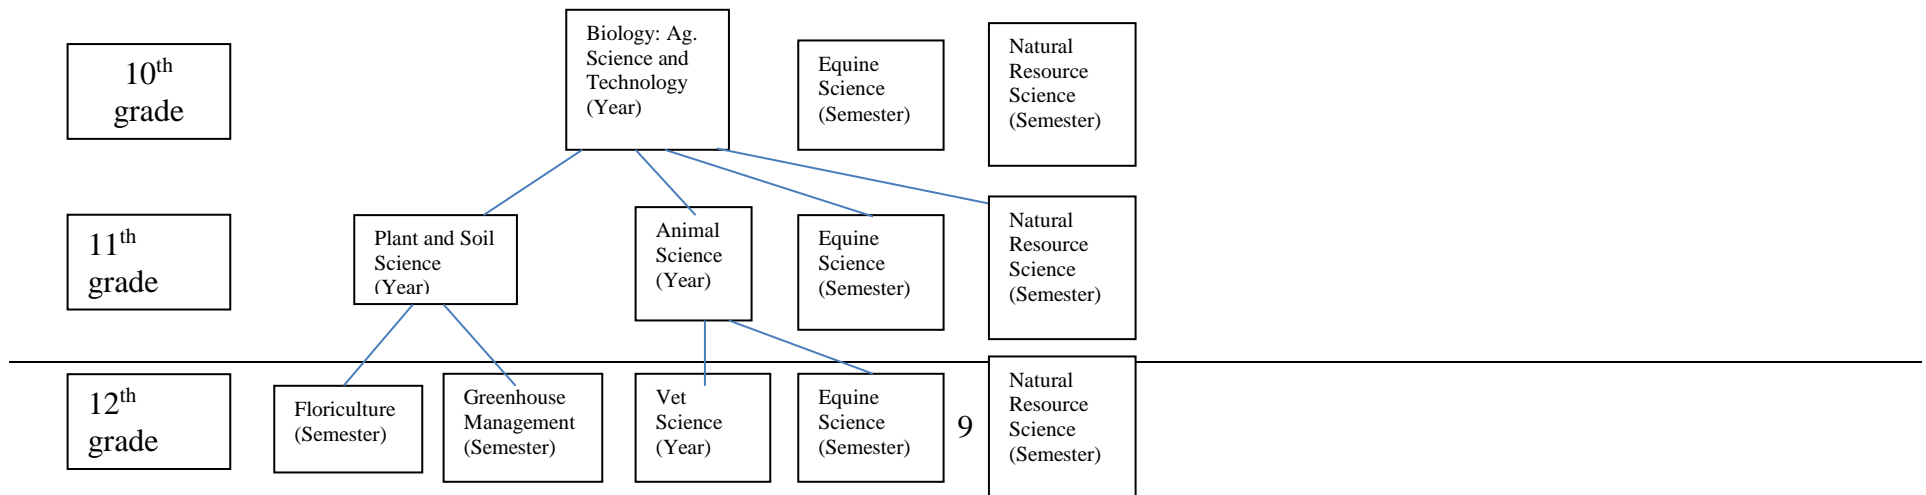 10th
grade
Biology: Ag.
Science and
Technology
(Year)
Equine
Science
(Semester)
Natural
Resource
Science
(Semester)
11th
grade
Plant and Soil
Science
(Year)
Animal
Science
(Year)
Equine
Science
(Semester)
Natural
Resource
Science
(Semester)
12th
grade
Floriculture
(Semester)
Greenhouse
Management
(Semester)
Vet
Science
(Year)
Equine
Science
(Semester)
9
Natural
Resource
Science
(Semester)